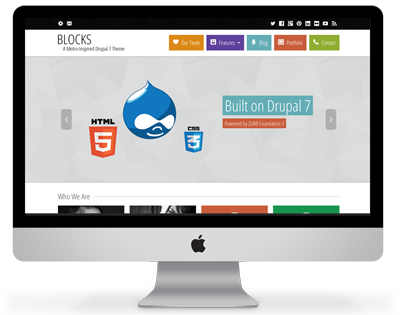 BLOCKS
A Metro-Inspired Drupal 7 Theme
Our Team
Features
Blog
Portfolio
Contact
HTML
5
CSS
3
Built on Drupal 7
Powered by ZURB Foundation 3
Who We Are